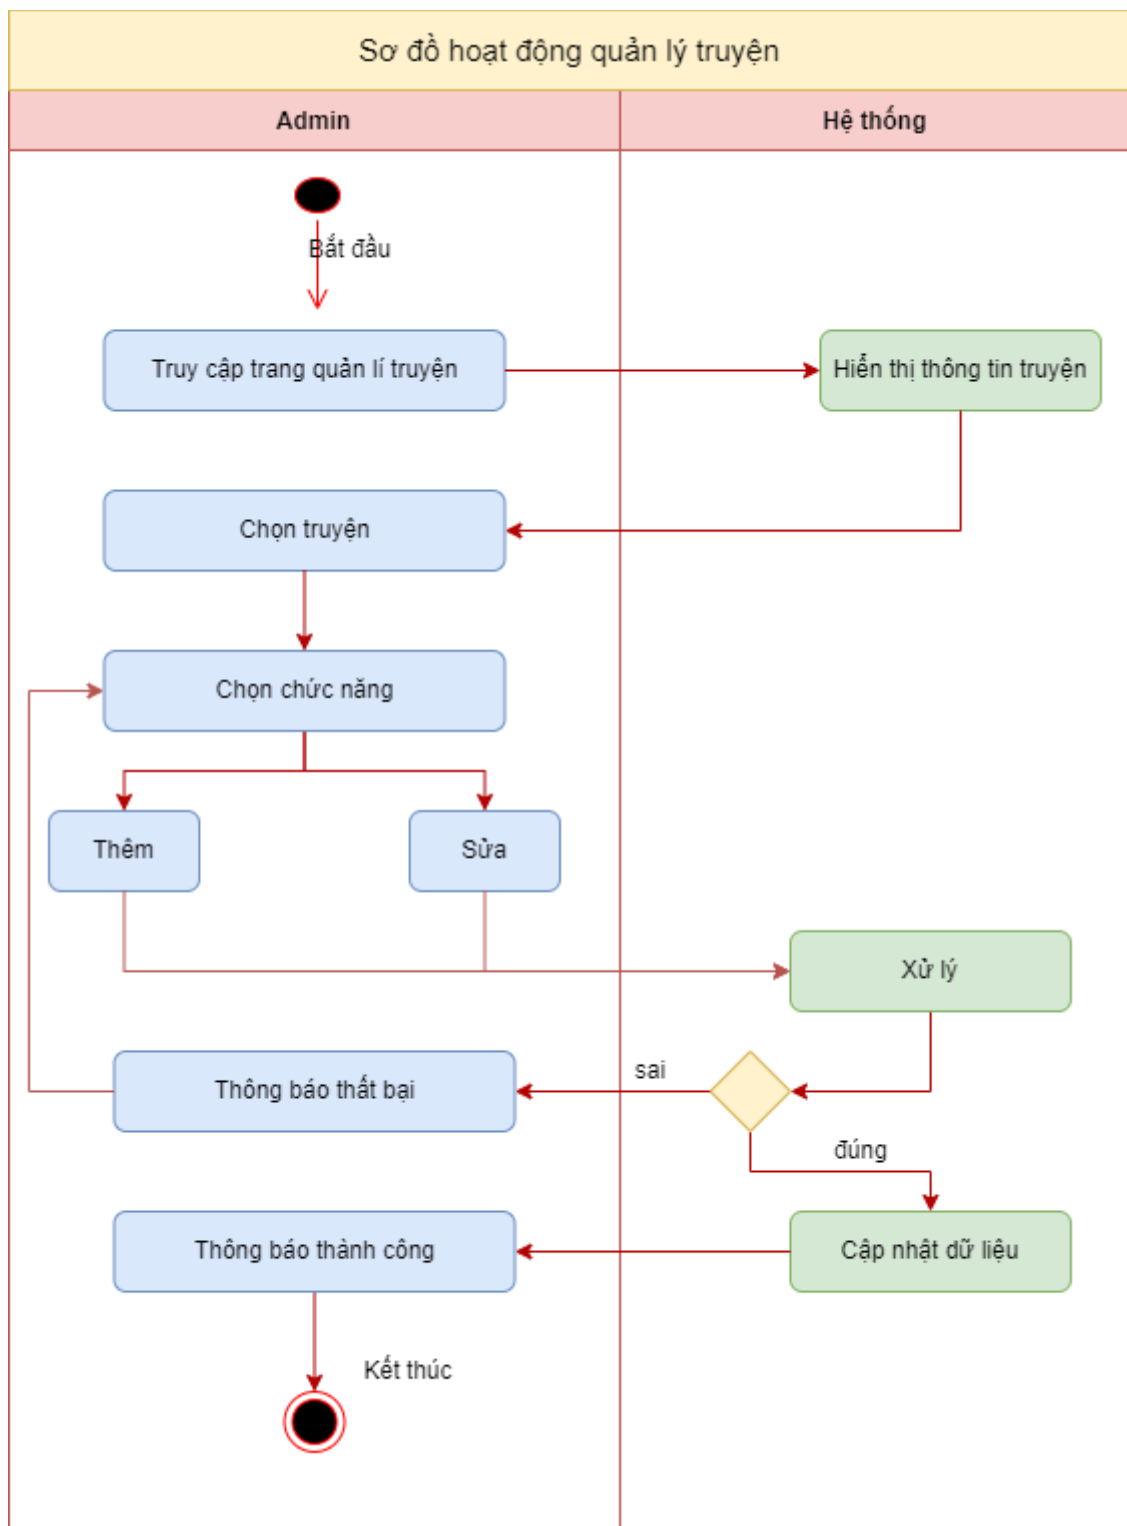 Sơ đồ hoạt động quản lý truyện
Admin
Hệ thống
Bắt đầu
Truy cập trang quản lí truyện
Hiển thị thông tin truyện
Chọn truyện
Chọn chức năng
Thêm
Sửa
Xử lý
sai
Thông báo thất bại
đúng
Thông báo thành công
Cập nhật dữ liệu
Kết thúc